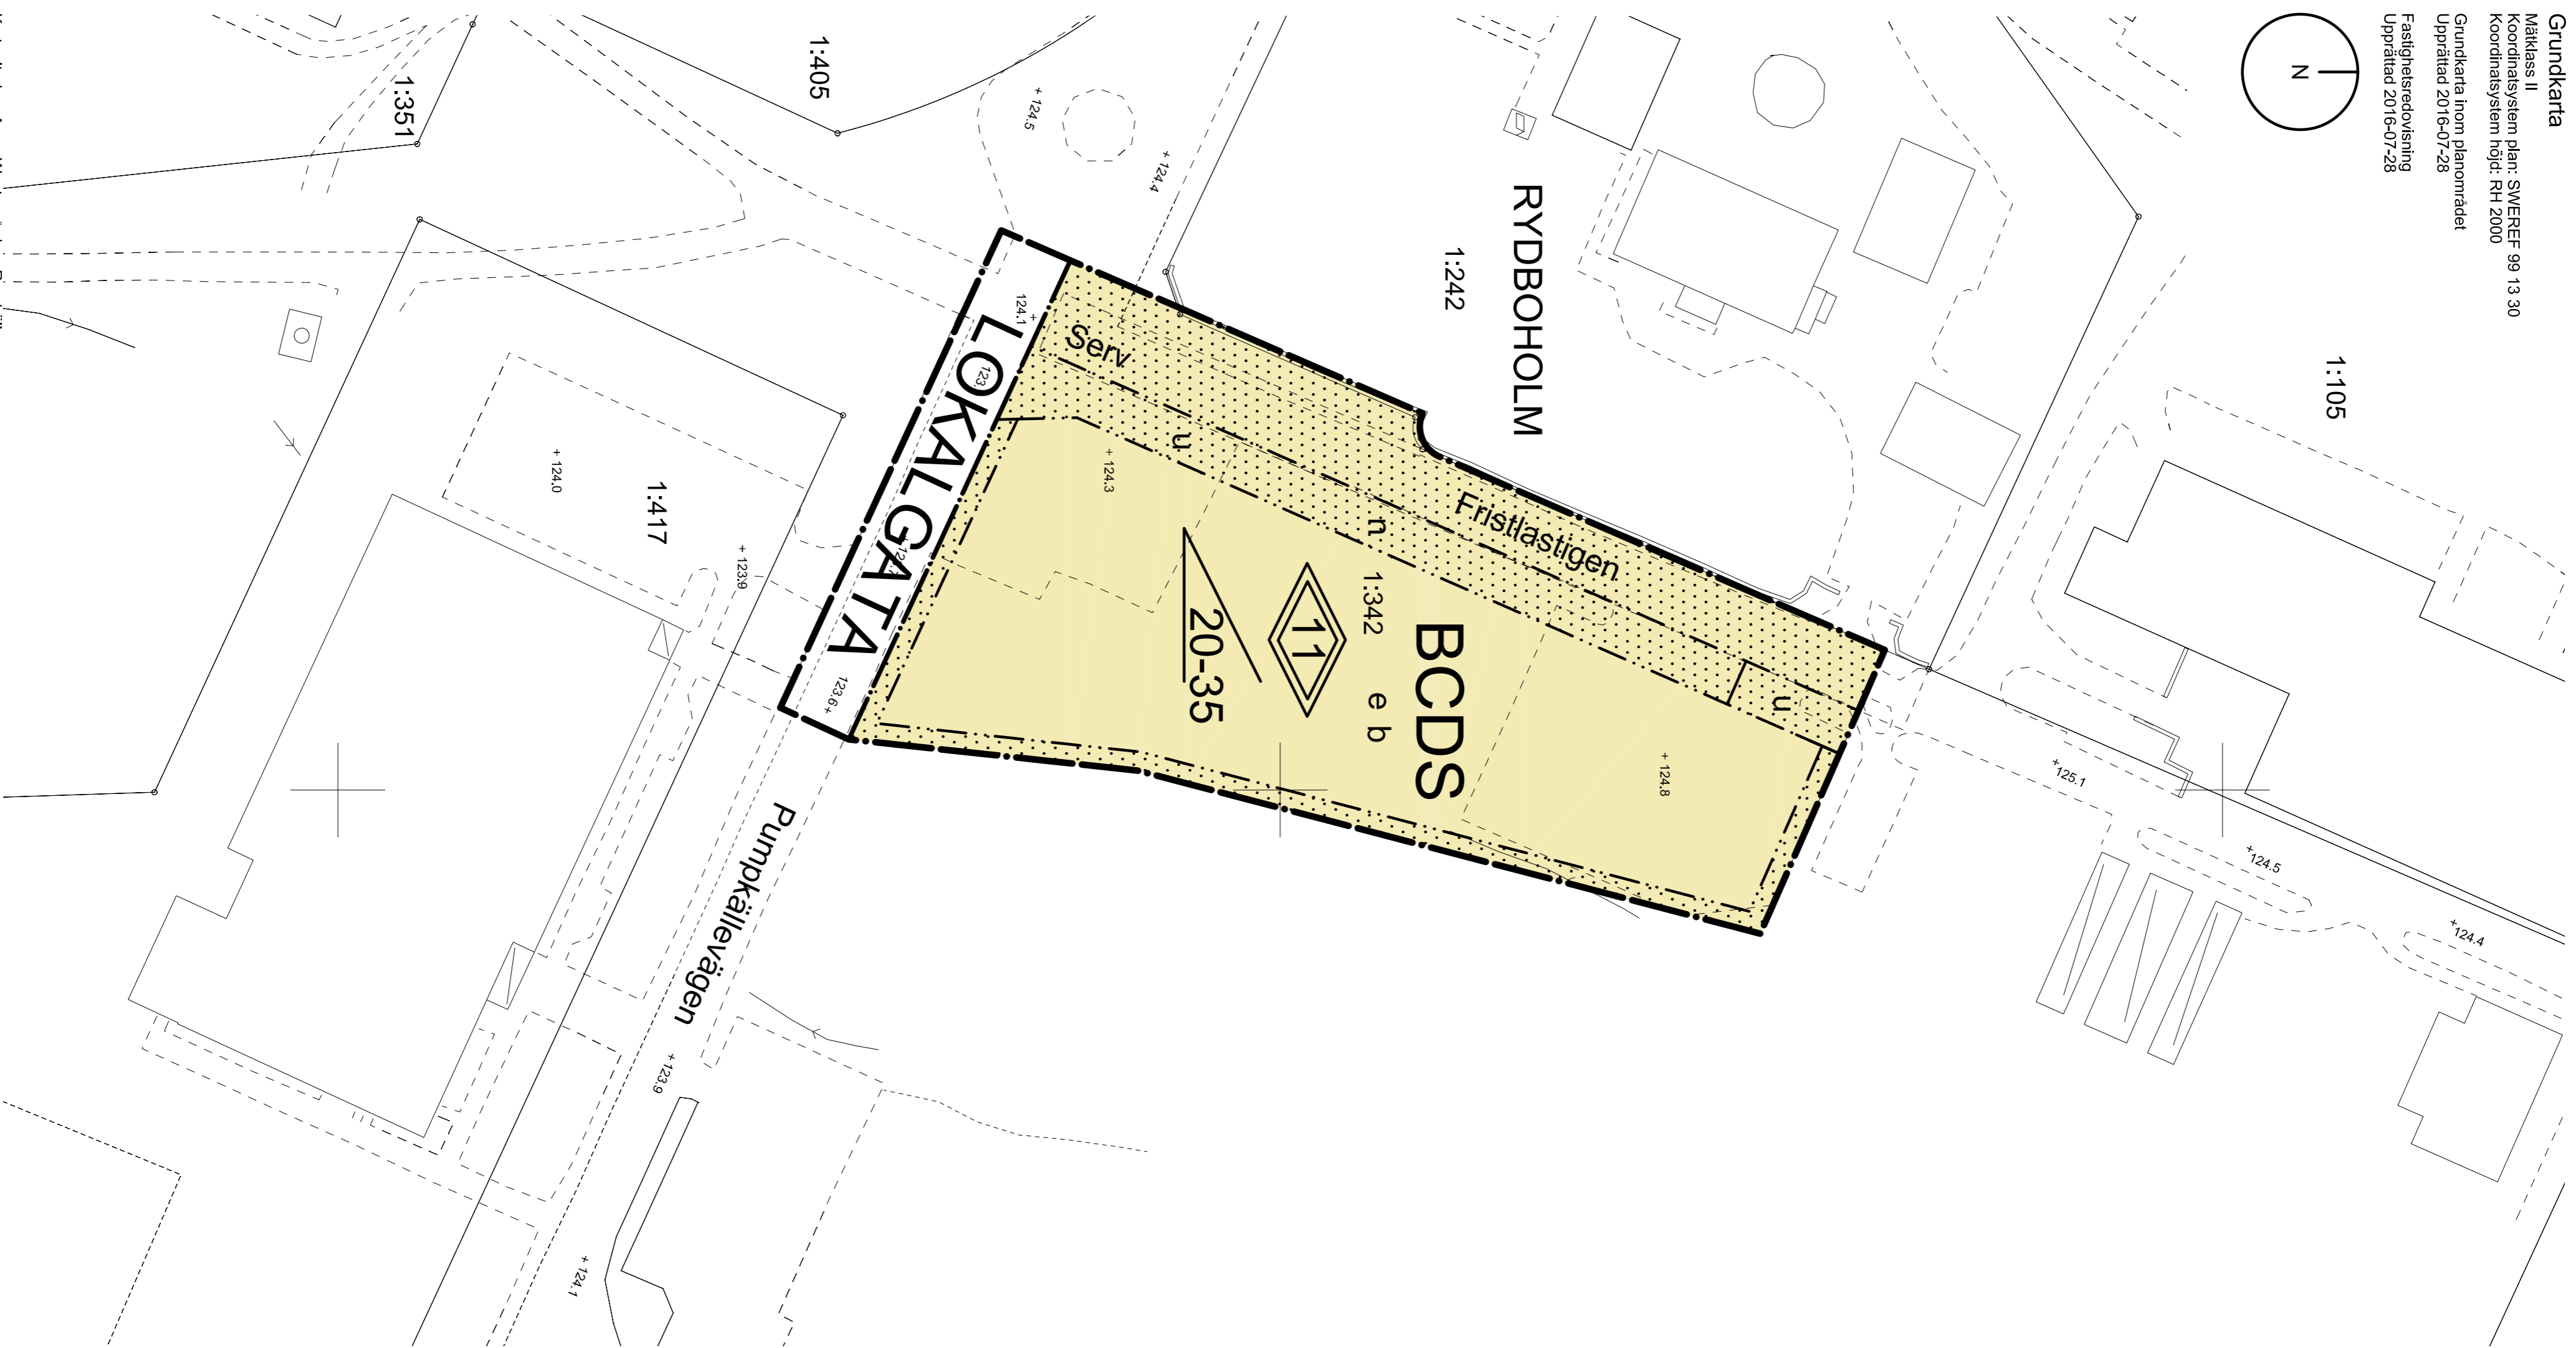 Grundkarta
Mätklass II
Koordinatsystem plan: SWEREF 99 13 30
Koordinatsystem höjd: RH 2000
Grundkarta inom planområdet
Upprättad 2016-07-28
Fastighetsredovisning
Upprättad 2016-07-28
N
1:105
RYDBOHOLM
1:242
1:405
1:351
1:417
+ 124.5
+ 124.4
+ 124.0
+ 123.9
124.1 +
LOKALGATA
123.6 +
Serv
u
n
Fristlastigen
u
+ 124.3
+ 124.8
BCDS
1:342
e b
11
20-35
Pumpkällevägen
+ 123.9
+ 124.1
+ 125.1
+ 124.5
+ 124.4